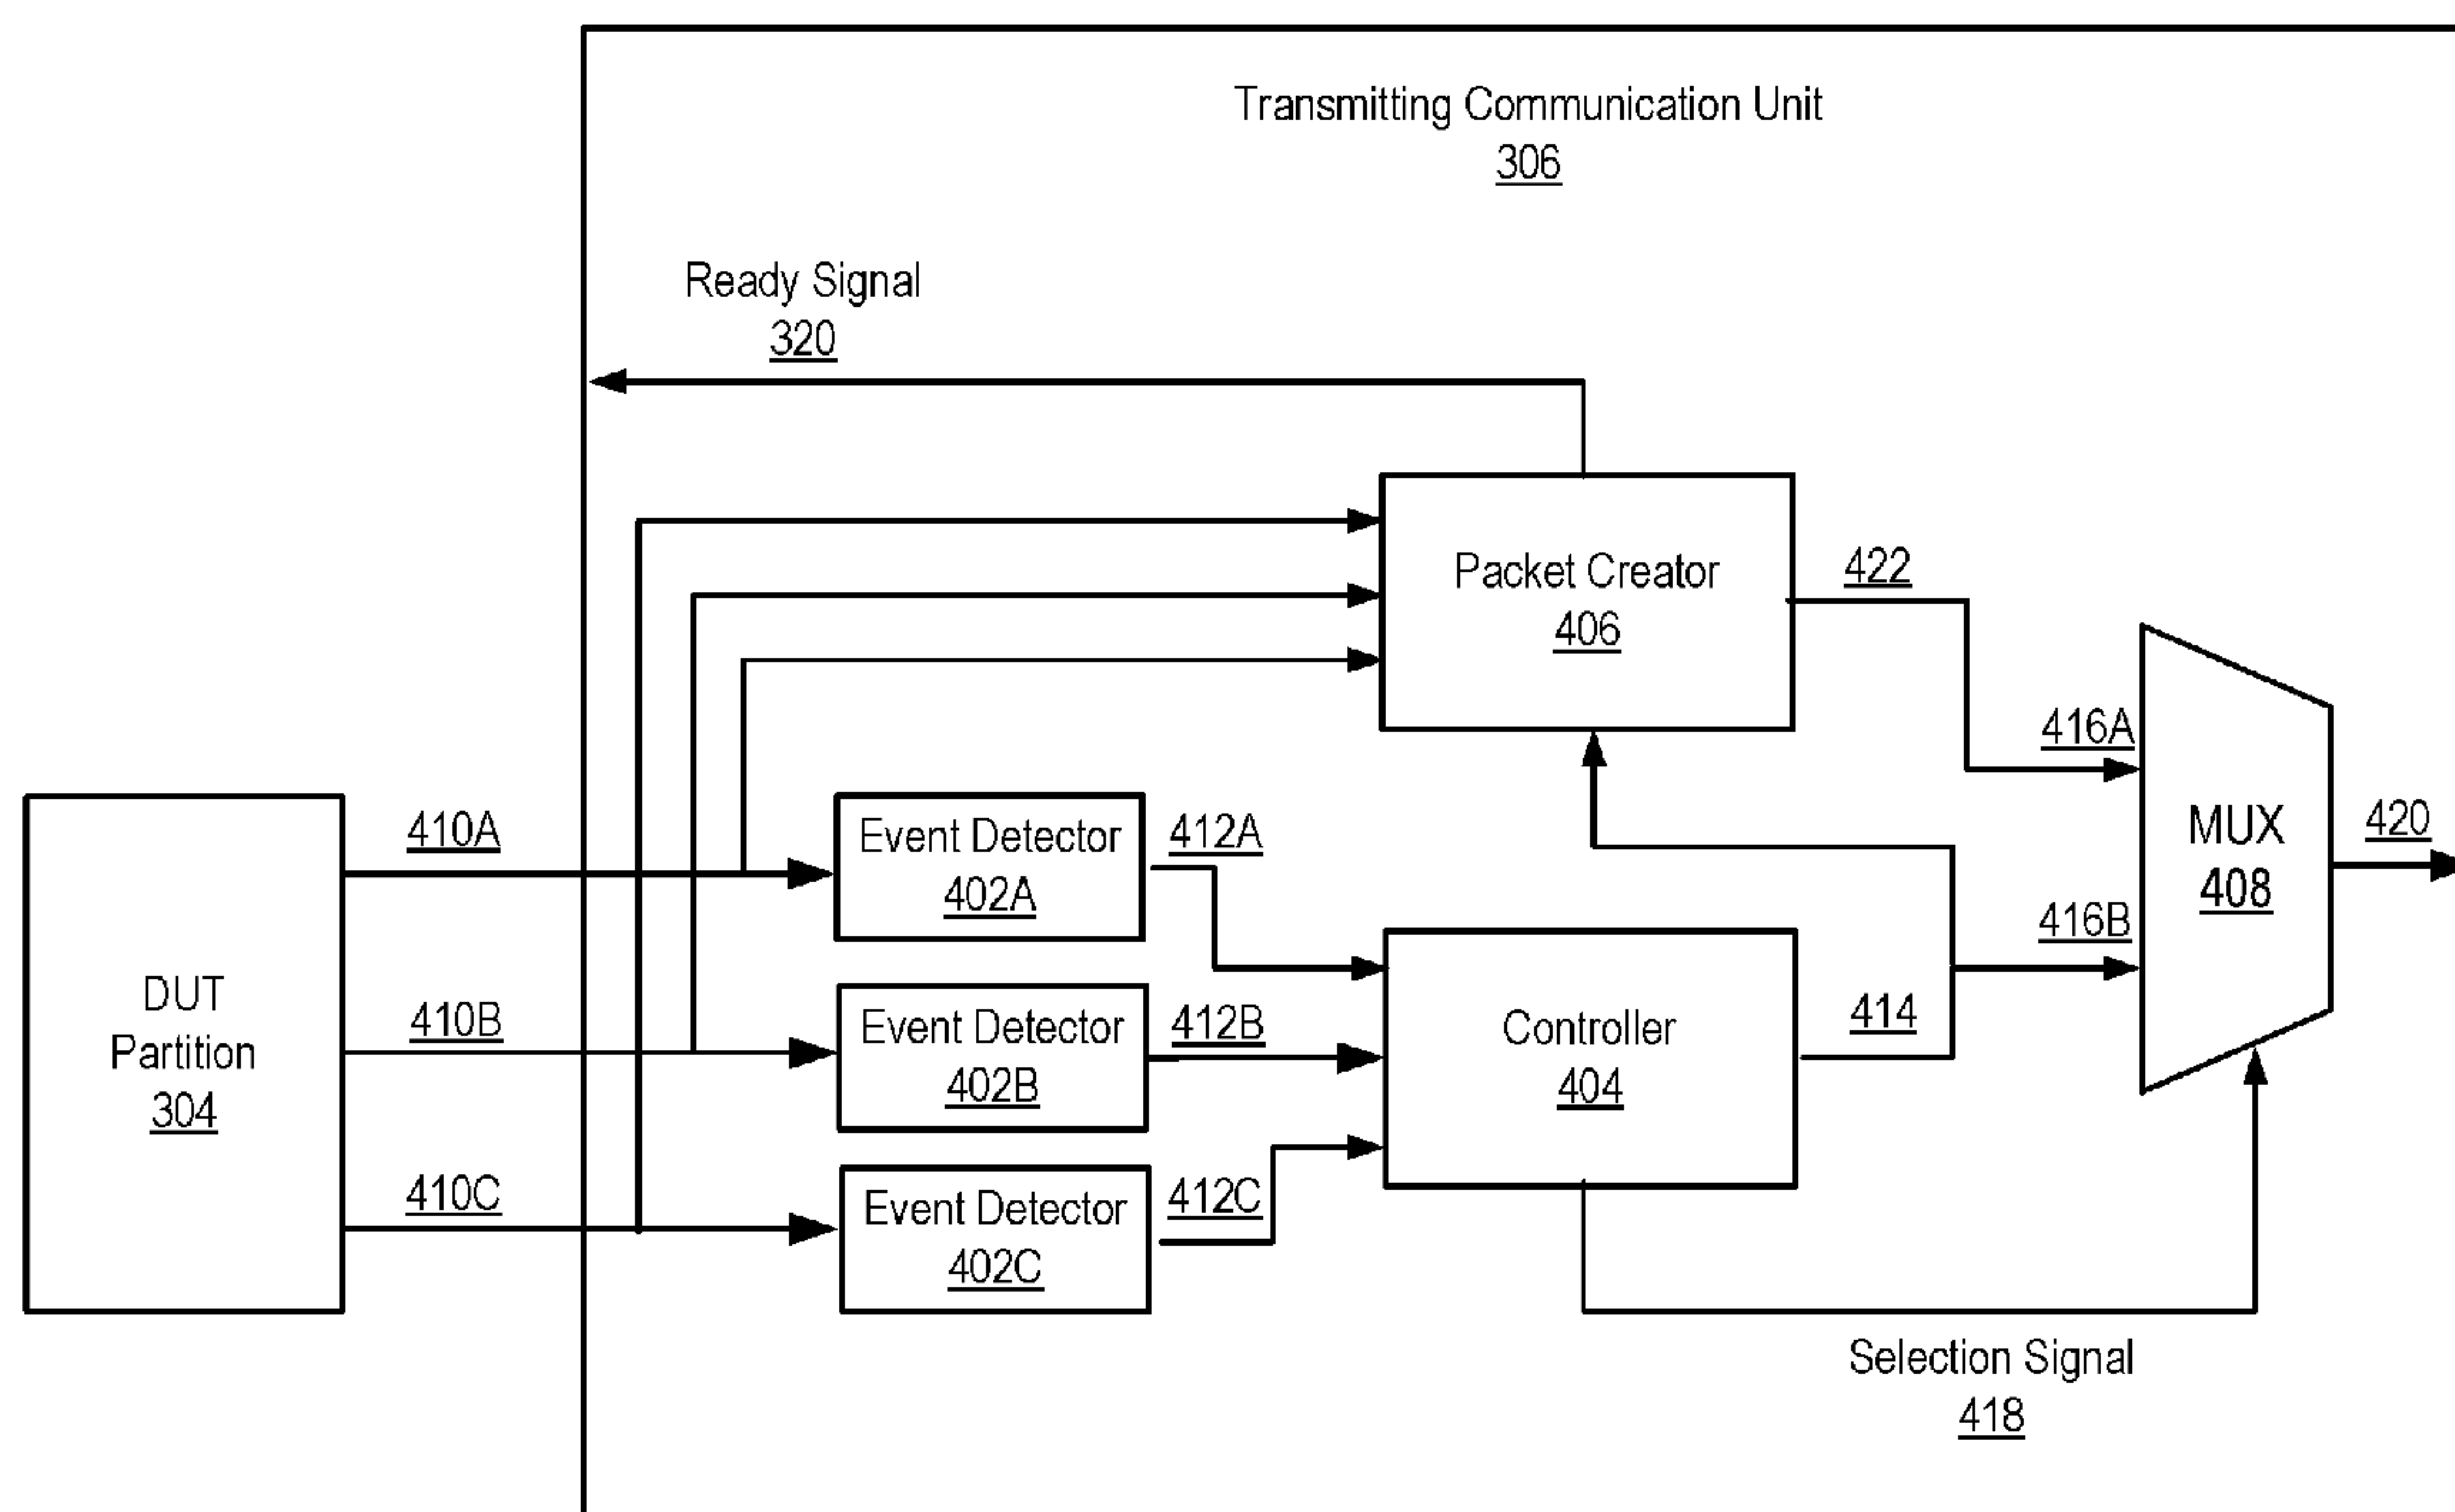 Transmitting Communication Unit
306
Ready Signal
320
Packet Creator
406
422
416A
MUX
408
420
416B
410A
Event Detector
402A
412A
DUT
Partition
304
410B
Event Detector
402B
412B
Controller
404
414
410C
Event Detector
402C
412C
Selection Signal
418